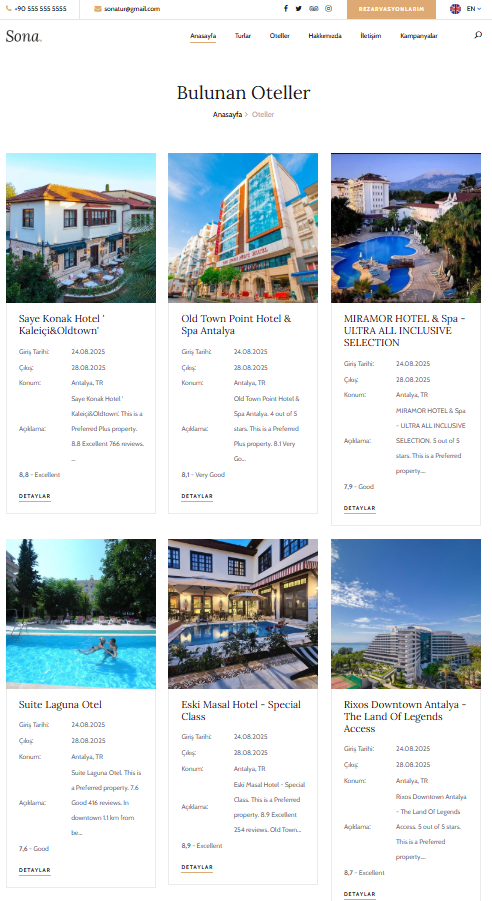 +90 555 555 5555
sonatur@gmail.com
REZARVASYONLARIM
EN
Sona.
Anasayfa
Turlar
Oteller
Hakkımızda
İletişim
Kampanyalar
Bulunan Oteller
Anasayfa > Oteller
Saye Konak Hotel '
Kaleiçi&Oldtown'
Giriş Tarihi: 24.08.2025
Çıkış: 28.08.2025
Konum: Antalya, TR
Açıklama:
Saye Konak Hotel '
Kaleiçi&Oldtown'. This is a
Preferred Plus property.
8.8 Excellent 766 reviews.
...
8,8 - Excellent
DETAYLAR
Old Town Point Hotel &
Spa Antalya
Giriş Tarihi: 24.08.2025
Çıkış: 28.08.2025
Konum: Antalya, TR
Açıklama:
Old Town Point Hotel &
Spa Antalya. 4 out of 5
stars. This is a Preferred
Plus property. 8.1 Very
Go...
8,1 - Very Good
DETAYLAR
MIRAMOR HOTEL & Spa -
ULTRA ALL INCLUSIVE
SELECTION
Giriş Tarihi: 24.08.2025
Çıkış: 28.08.2025
Konum: Antalya, TR
Açıklama:
MIRAMOR HOTEL & Spa
- ULTRA ALL INCLUSIVE
SELECTION. 5 out of 5
stars. This is a Preferred
property....
7,9 - Good
DETAYLAR
Suite Laguna Otel
Giriş Tarihi: 24.08.2025
Çıkış: 28.08.2025
Konum: Antalya, TR
Açıklama:
Suite Laguna Otel. This is
a Preferred property. 7.6
Good 416 reviews. In
downtown 1.1 km from
be...
7,6 - Good
DETAYLAR
Eski Masal Hotel - Special
Class
Giriş Tarihi: 24.08.2025
Çıkış: 28.08.2025
Konum: Antalya, TR
Açıklama:
Eski Masal Hotel - Special
Class. This is a Preferred
property. 8.9 Excellent
254 reviews. Old Town...
8,9 - Excellent
DETAYLAR
Rixos Downtown Antalya -
The Land Of Legends
Access
Giriş Tarihi: 24.08.2025
Çıkış: 28.08.2025
Konum: Antalya, TR
Açıklama:
Rixos Downtown Antalya
- The Land Of Legends
Access. 5 out of 5 stars.
This is a Preferred
property....
8,7 - Excellent
DETAYLAR